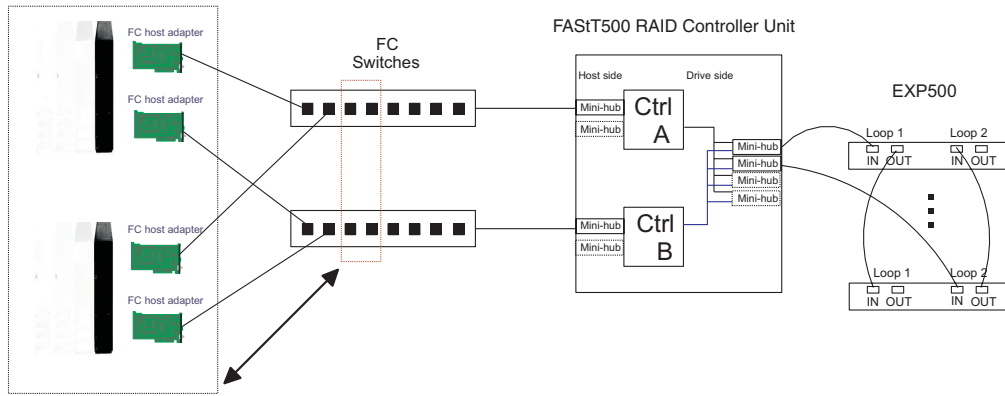 FAStT500 RAID Controller Unit
FC host adapter
FC
Switches
FC host adapter
Host side
Drive side
EXP500
Mini-hub
Ctrl
A
Mini-hub
Mini-hub
Mini-hub
Mini-hub
Mini-hub
Loop 1
Loop 2
IN OUT
IN OUT
Mini-hub
Ctrl
B
Mini-hub
FC host adapter
FC host adapter
Loop 1
Loop 2
IN OUT
IN OUT